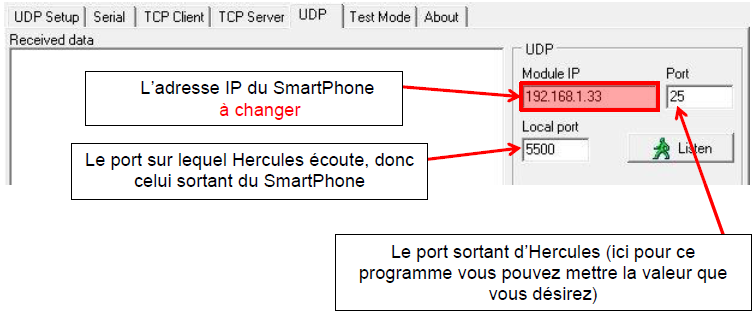 UDP Setup Serial TCP Client TCP Server UDP Test Mode About
Received data
UDP
Module IP Port
192.168.1.33 25
Local port
5500 Listen
L'adresse IP du SmartPhone
à changer
Le port sur lequel Hercules écoute, donc
celui sortant du SmartPhone
Le port sortant d'Hercules (ici pour ce
programme vous pouvez mettre la valeur que
vous désirez)